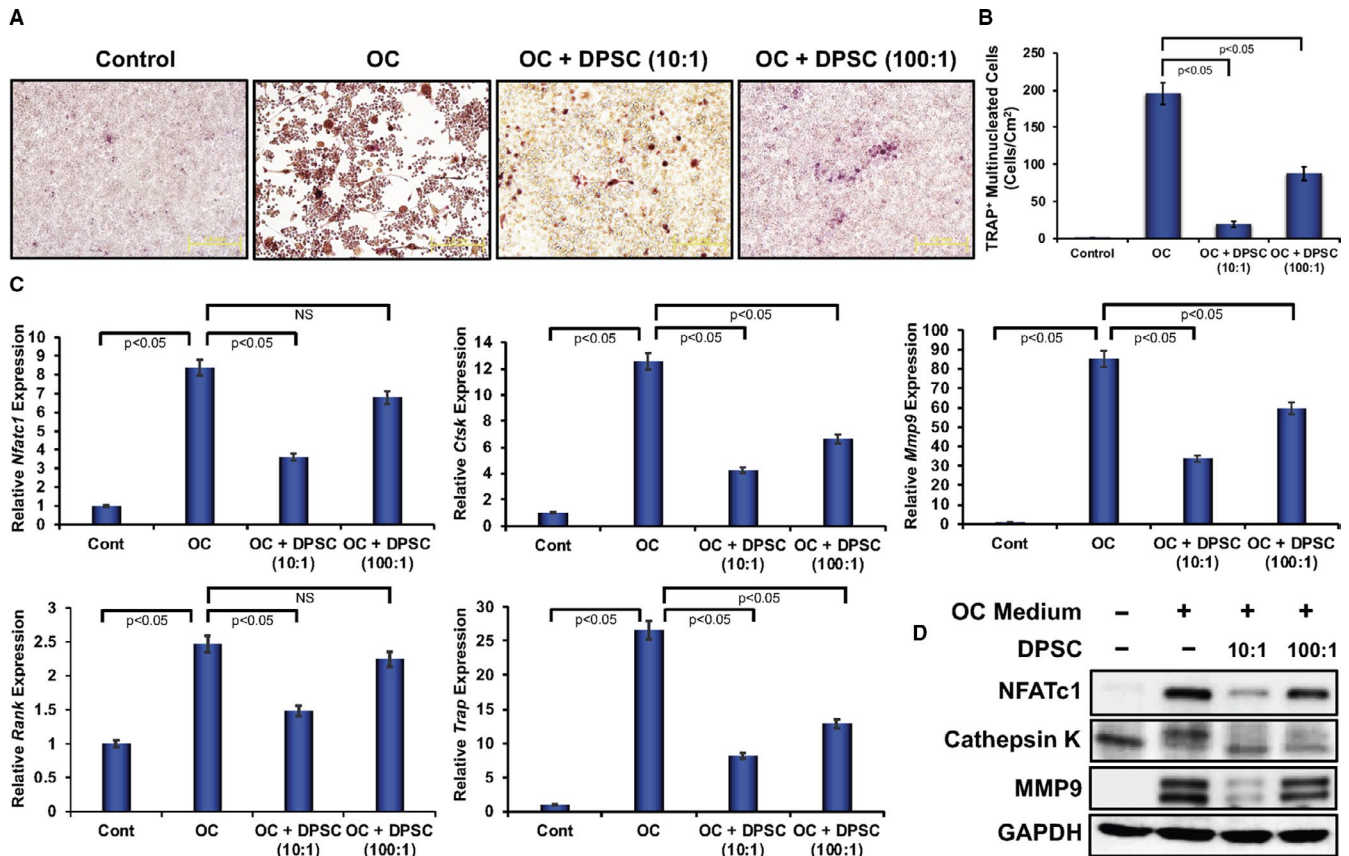 A
Control
OC
OC + DPSC (10:1)
OC + DPSC (100:1)
B
TRAP+ Multinucleated Cells
(Cells/Cm²)
250
200
150
100
50
0
p<0.05
p<0.05
Control
OC
OC + DPSC
(10:1)
OC + DPSC
(100:1)
C
Relative Nfatc1 Expression
10
9
8
7
6
5
4
3
2
1
0
NS
p<0.05
p<0.05
Cont
OC
OC + DPSC
(10:1)
OC + DPSC
(100:1)
Relative Ctsk Expression
14
12
10
8
6
4
2
0
p<0.05
p<0.05
p<0.05
Cont
OC
OC + DPSC
(10:1)
OC + DPSC
(100:1)
Relative Mmp9 Expression
100
90
80
70
60
50
40
30
20
10
0
p<0.05
p<0.05
p<0.05
Cont
OC
OC + DPSC
(10:1)
OC + DPSC
(100:1)
Relative Rank Expression
3
2.5
2
1.5
1
0.5
0
NS
p<0.05
p<0.05
Cont
OC
OC + DPSC
(10:1)
OC + DPSC
(100:1)
Relative Trap Expression
30
25
20
15
10
5
0
p<0.05
p<0.05
p<0.05
Cont
OC
OC + DPSC
(10:1)
OC + DPSC
(100:1)
D
OC Medium – + + +
DPSC – – 10:1 100:1
NFATc1
Cathepsin K
MMP9
GAPDH